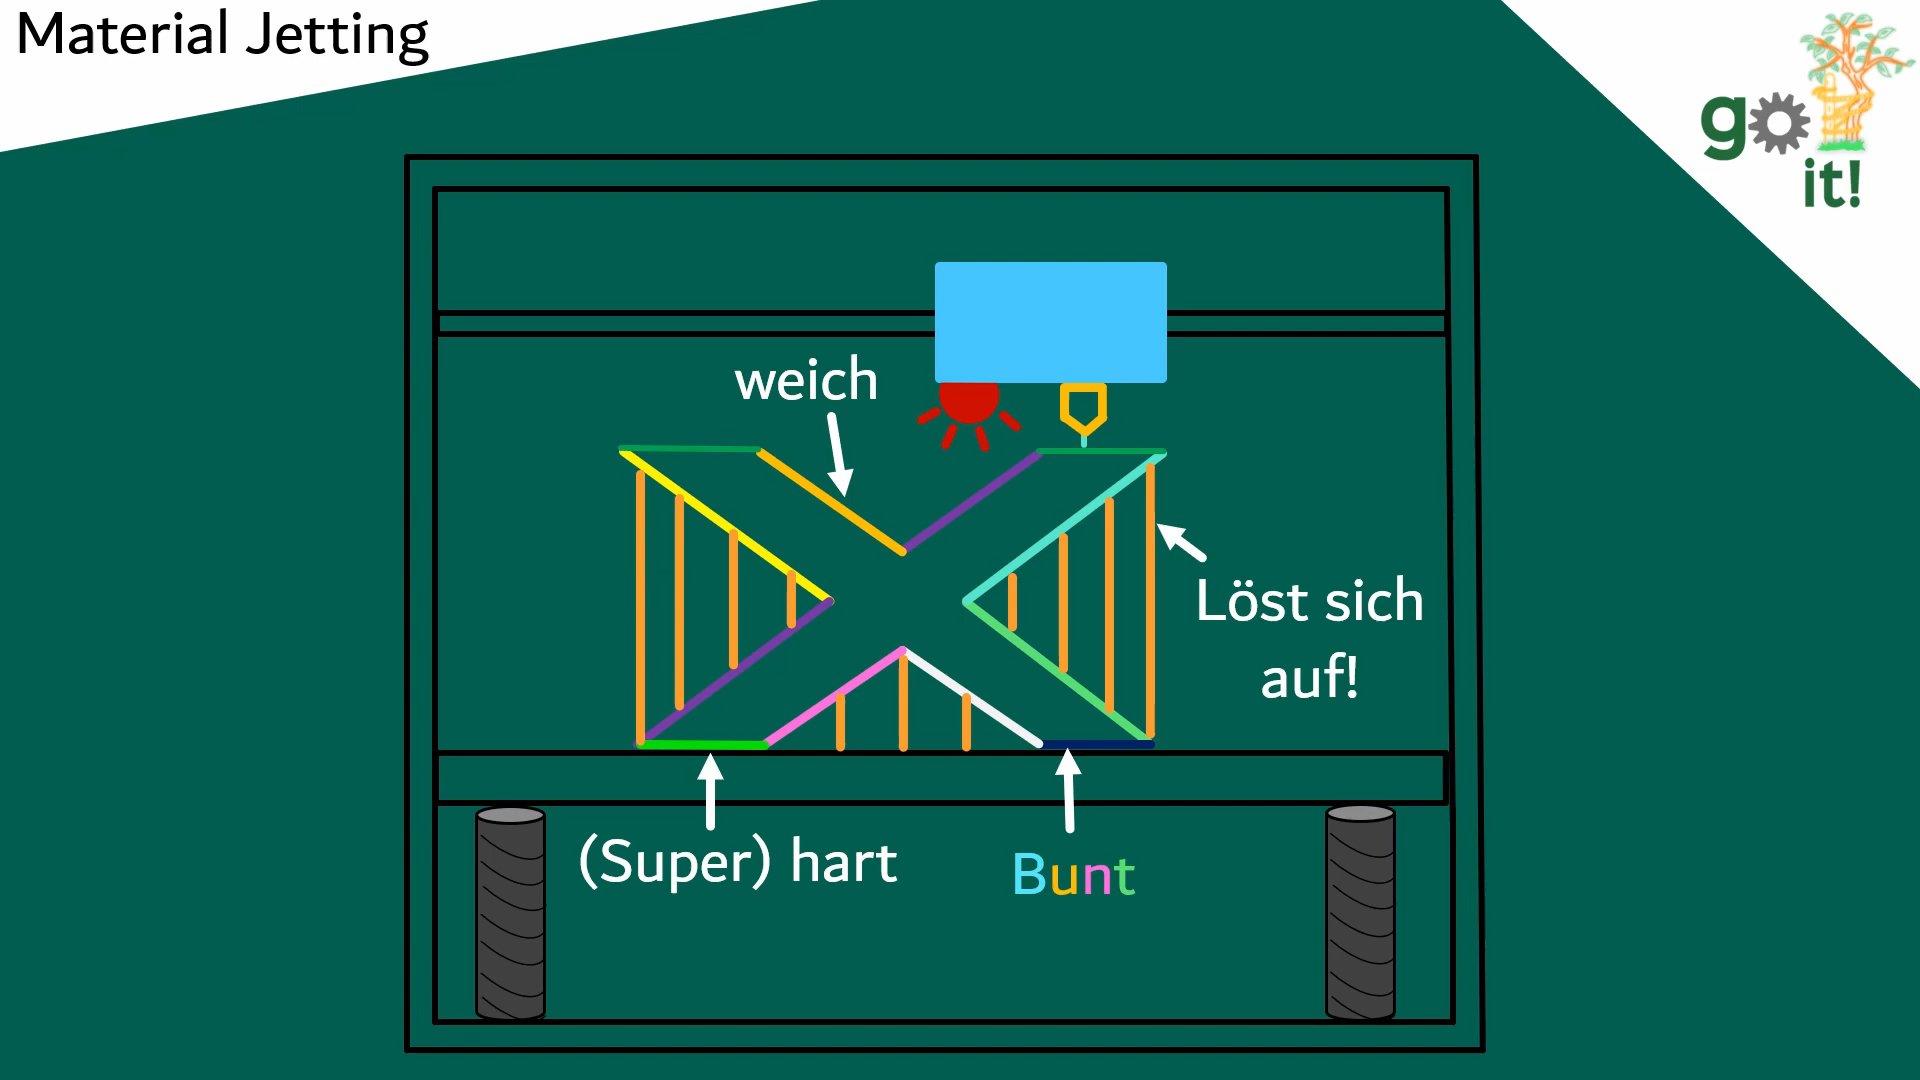 Material Jetting
go
it!
weich
Löst sich
auf!
(Super) hart
Bunt